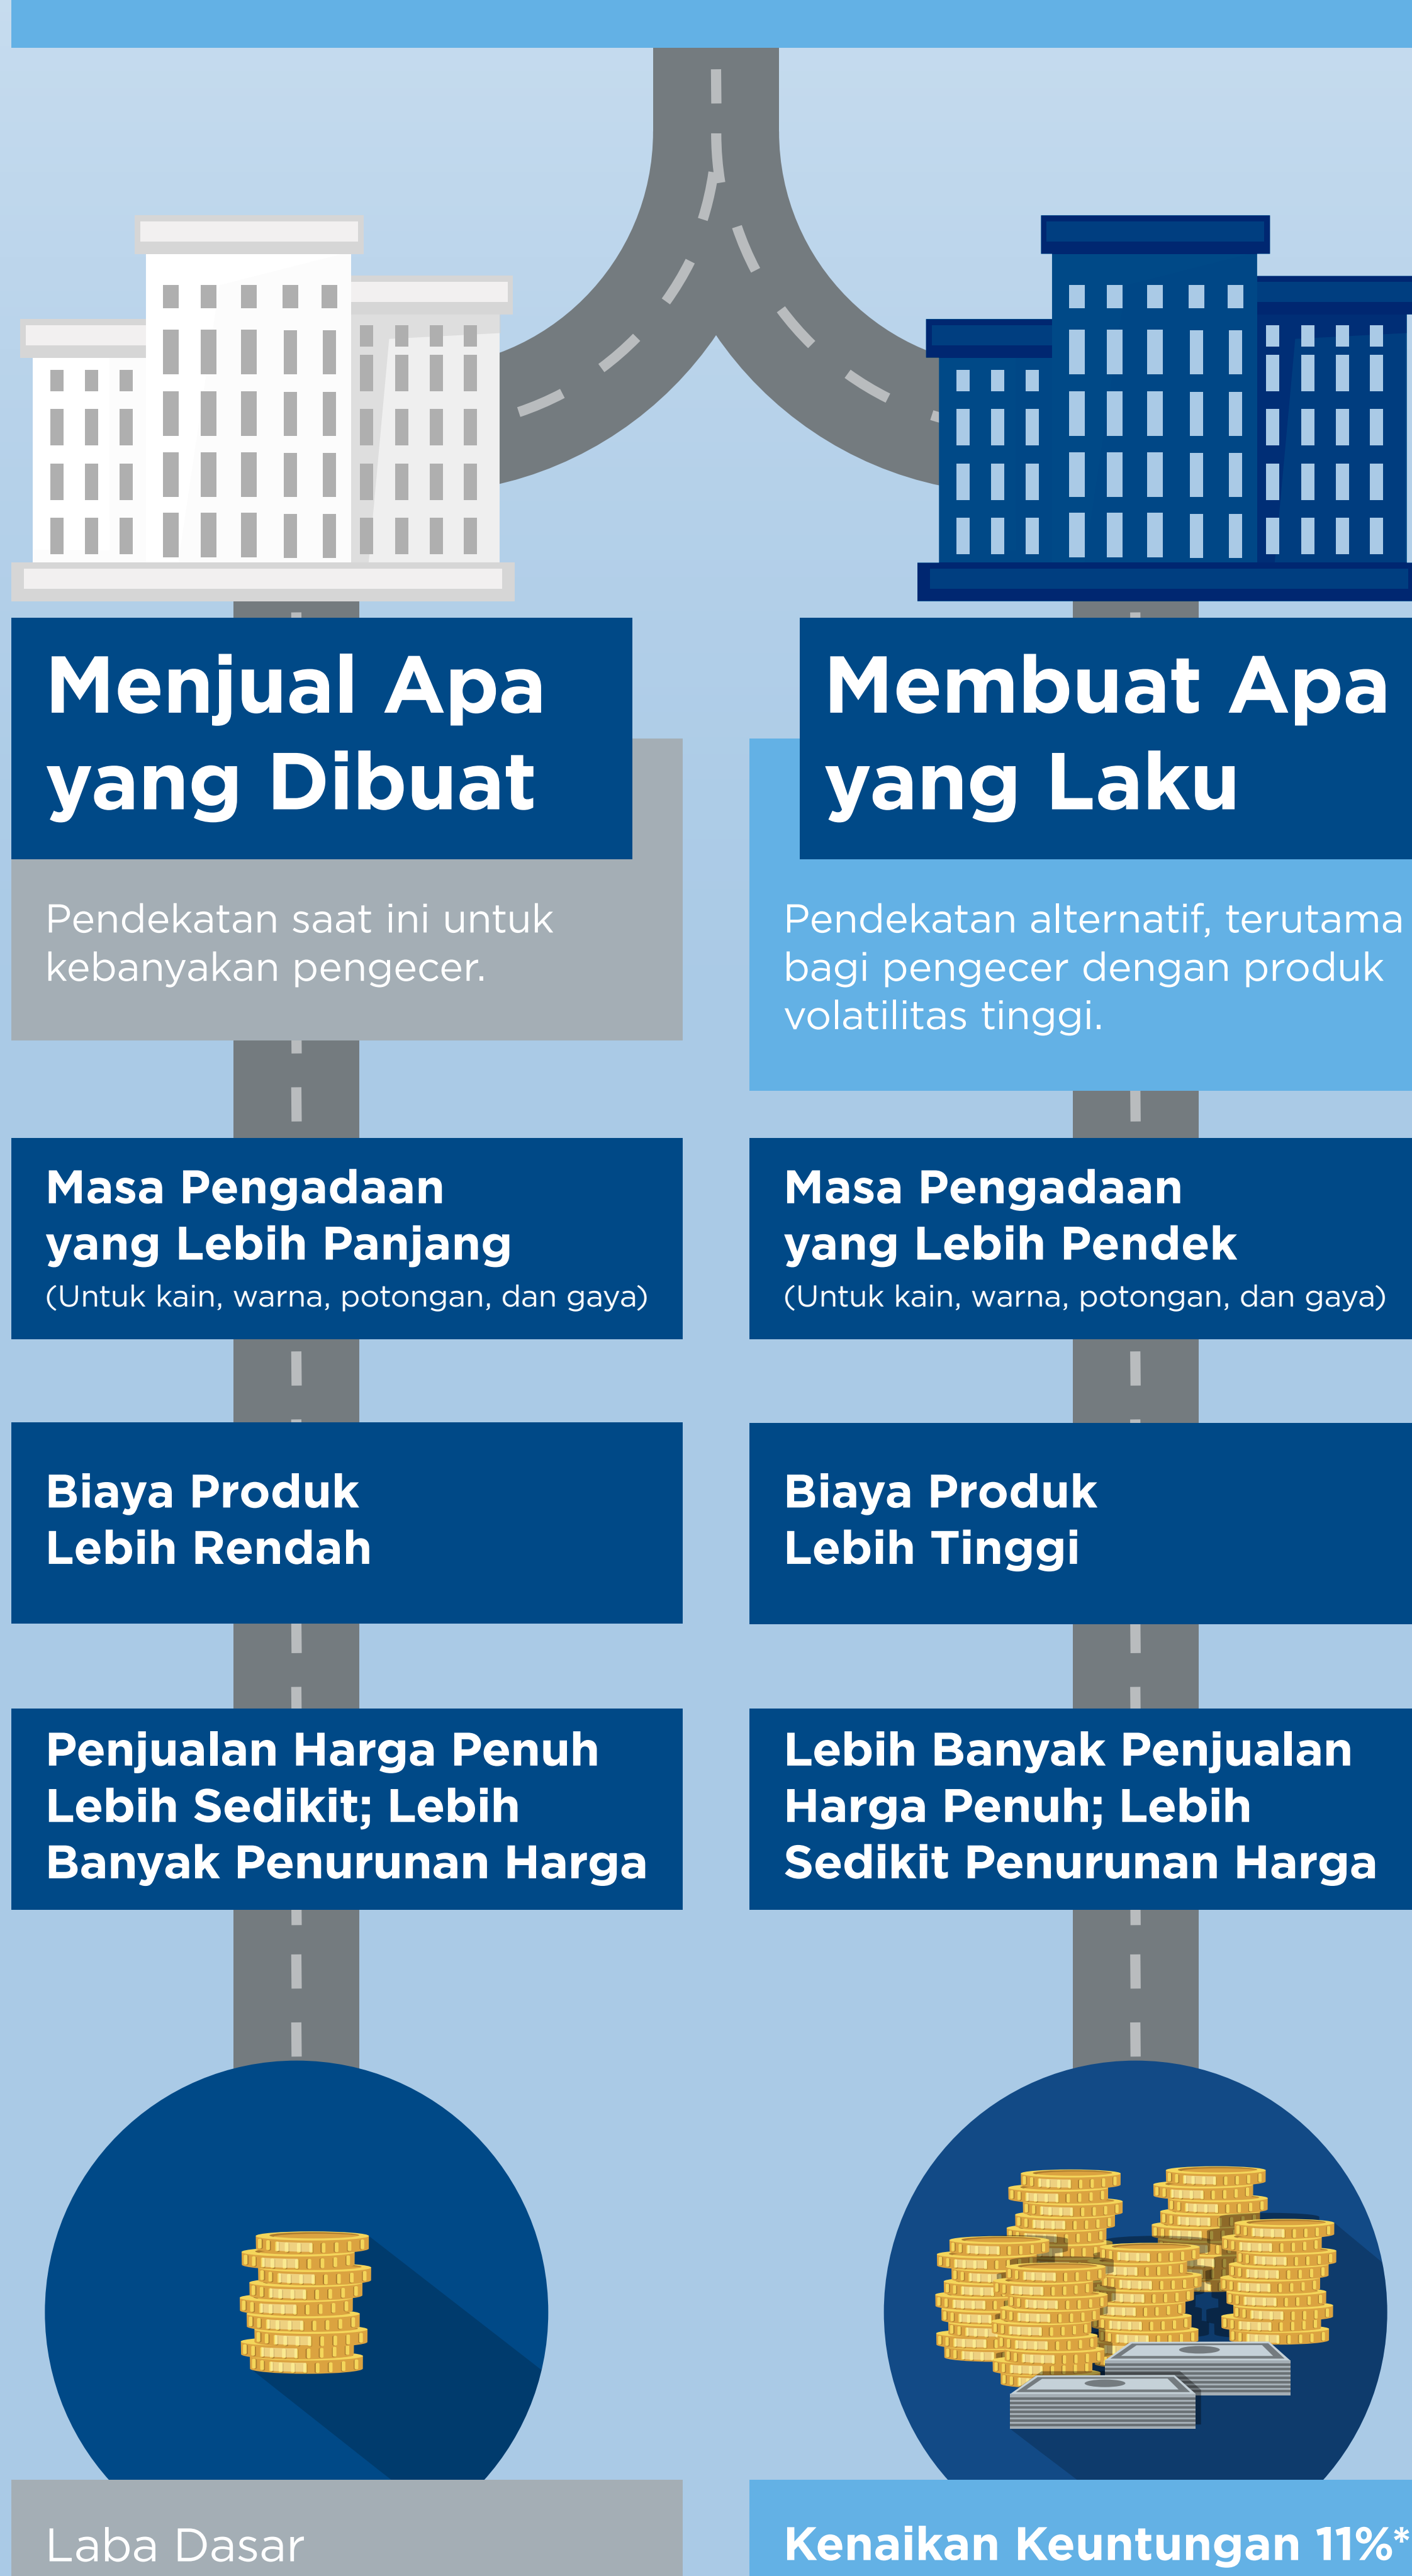 Menjual Apa
yang Dibuat
Pendekatan saat ini untuk
kebanyakan pengecer.
Masa Pengadaan
yang Lebih Panjang
(Untuk kain, warna, potongan, dan gaya)
Biaya Produk
Lebih Rendah
Penjualan Harga Penuh
Lebih Sedikit; Lebih
Banyak Penurunan Harga
Laba Dasar
Membuat Apa
yang Laku
Pendekatan alternatif, terutama
bagi pengecer dengan produk
volatilitas tinggi.
Masa Pengadaan
yang Lebih Pendek
(Untuk kain, warna, potongan, dan gaya)
Biaya Produk
Lebih Tinggi
Lebih Banyak Penjualan
Harga Penuh; Lebih
Sedikit Penurunan Harga
Kenaikan Keuntungan 11%*